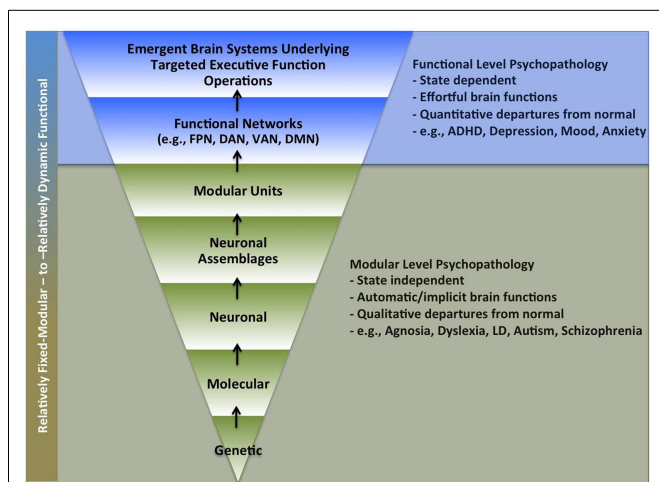 Relatively Fixed-Modular – to –Relatively Dynamic Functional
Emergent Brain Systems Underlying
Targeted Executive Function
Operations
Functional Networks
(e.g., FPN, DAN, VAN, DMN)
Modular Units
Neuronal
Assemblages
Neuronal
Molecular
Genetic
Functional Level Psychopathology
- State dependent
- Effortful brain functions
- Quantitative departures from normal
- e.g., ADHD, Depression, Mood, Anxiety
Modular Level Psychopathology
- State independent
- Automatic/implicit brain functions
- Qualitative departures from normal
- e.g., Agnosia, Dyslexia, LD, Autism, Schizophrenia